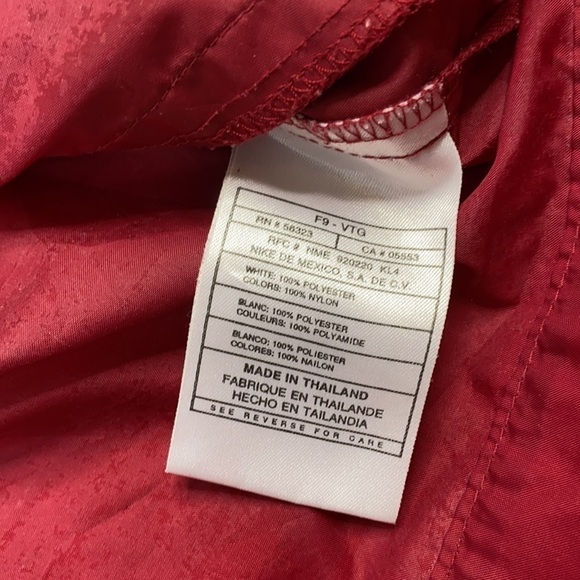 F9 - VTG
RN # 56323 CA # 05553
RFC # NME 920220 KL4
NIKE DE MEXICO, S.A. DE C.V.
WHITE: 100% POLYESTER
COLORS: 100% NYLON
BLANC: 100% POLYESTER
COULEURS: 100% POLYAMIDE
BLANCO: 100% POLIESTER
COLORES: 100% NAILON
MADE IN THAILAND
FABRIQUE EN THAILANDE
HECHO EN TAILANDIA
SEE REVERSE FOR CARE